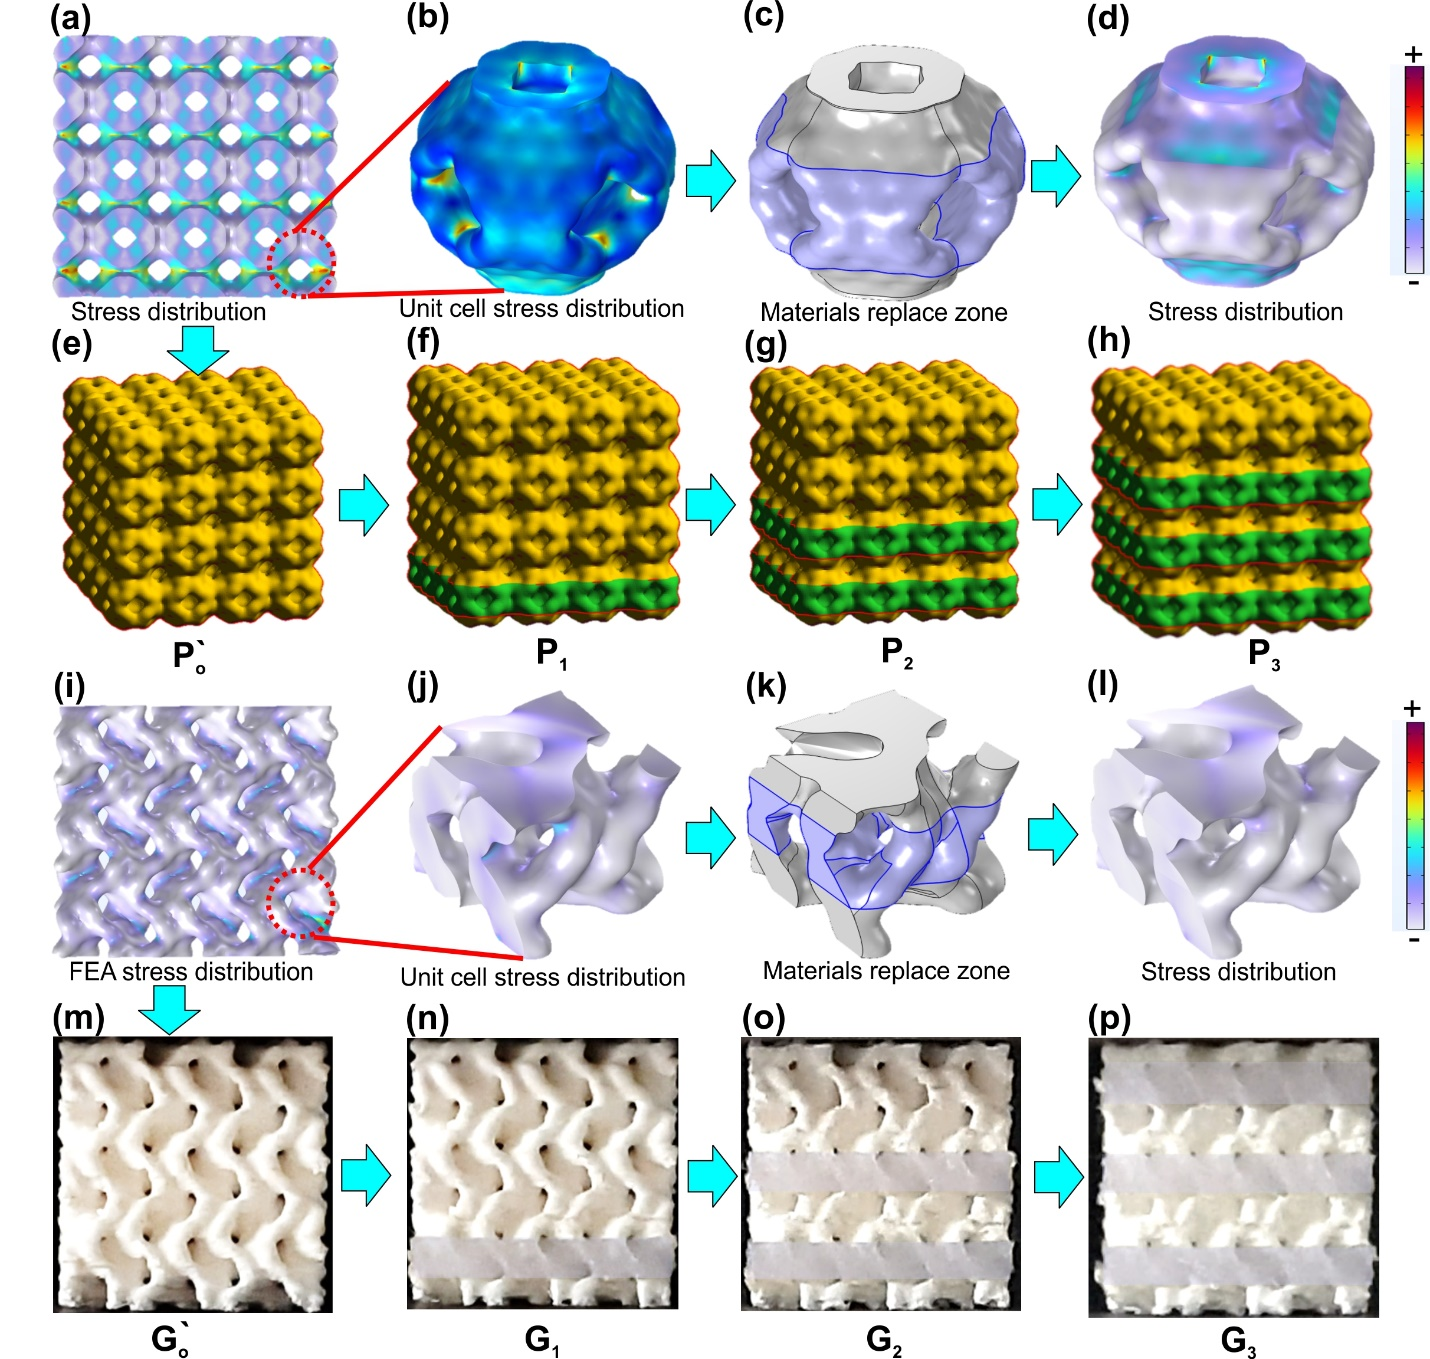 (a)
(b)
(c)
(d)
+
-
Stress distribution
Unit cell stress distribution
Materials replace zone
Stress distribution
(e)
(f)
(g)
(h)
P`o
P1
P2
P3
(i)
(j)
(k)
(l)
+
-
FEA stress distribution
Unit cell stress distribution
Materials replace zone
Stress distribution
(m)
(n)
(o)
(p)
G`o
G1
G2
G3